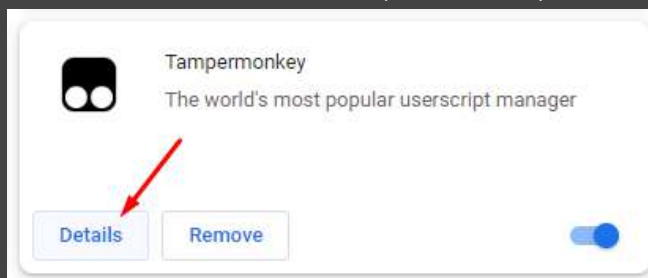 Tampermonkey
The world's most popular userscript manager
Details
Remove